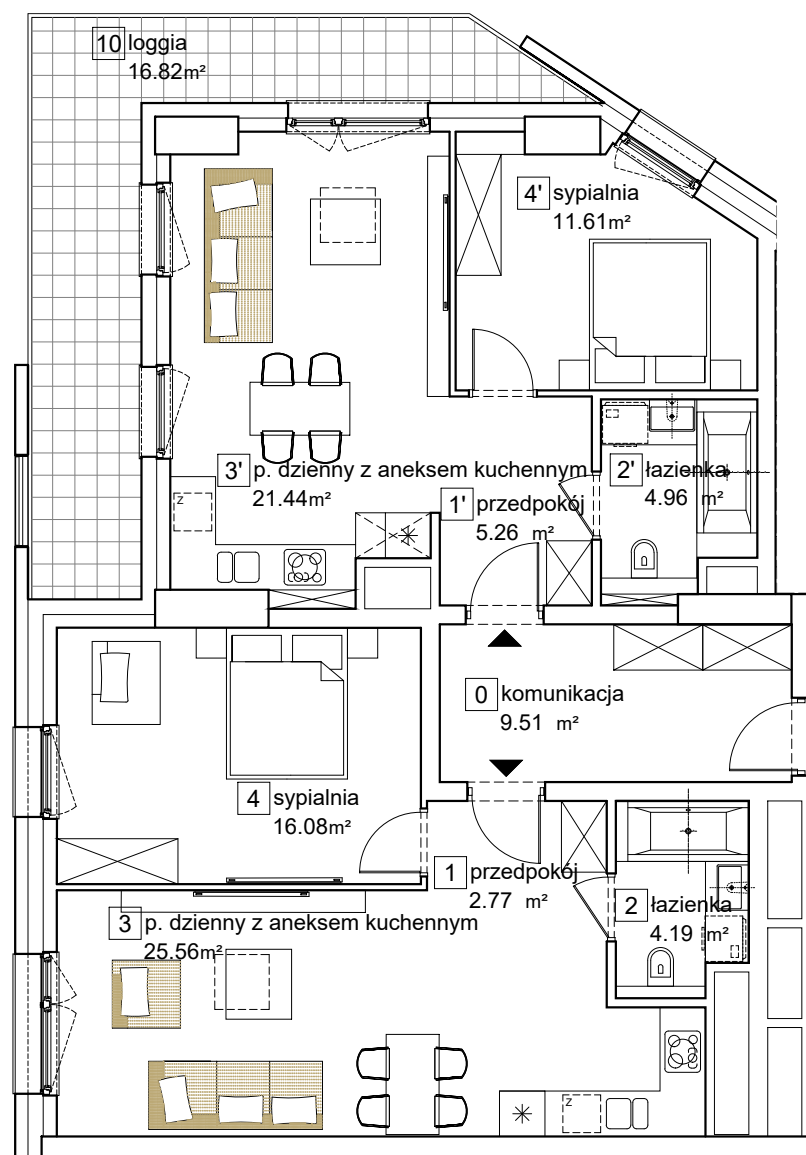 10 loggia
16.82m²
4' sypialnia
11.61m²
3' p. dzienny z aneksem kuchennym
21.44m²
2' łazienka
4.96 m²
1' przedpokój
5.26 m²
z
0 komunikacja
9.51 m²
4 sypialnia
16.08m²
1 przedpokój
2.77 m²
2 łazienka
4.19 m²
3 p. dzienny z aneksem kuchennym
25.56m²
z